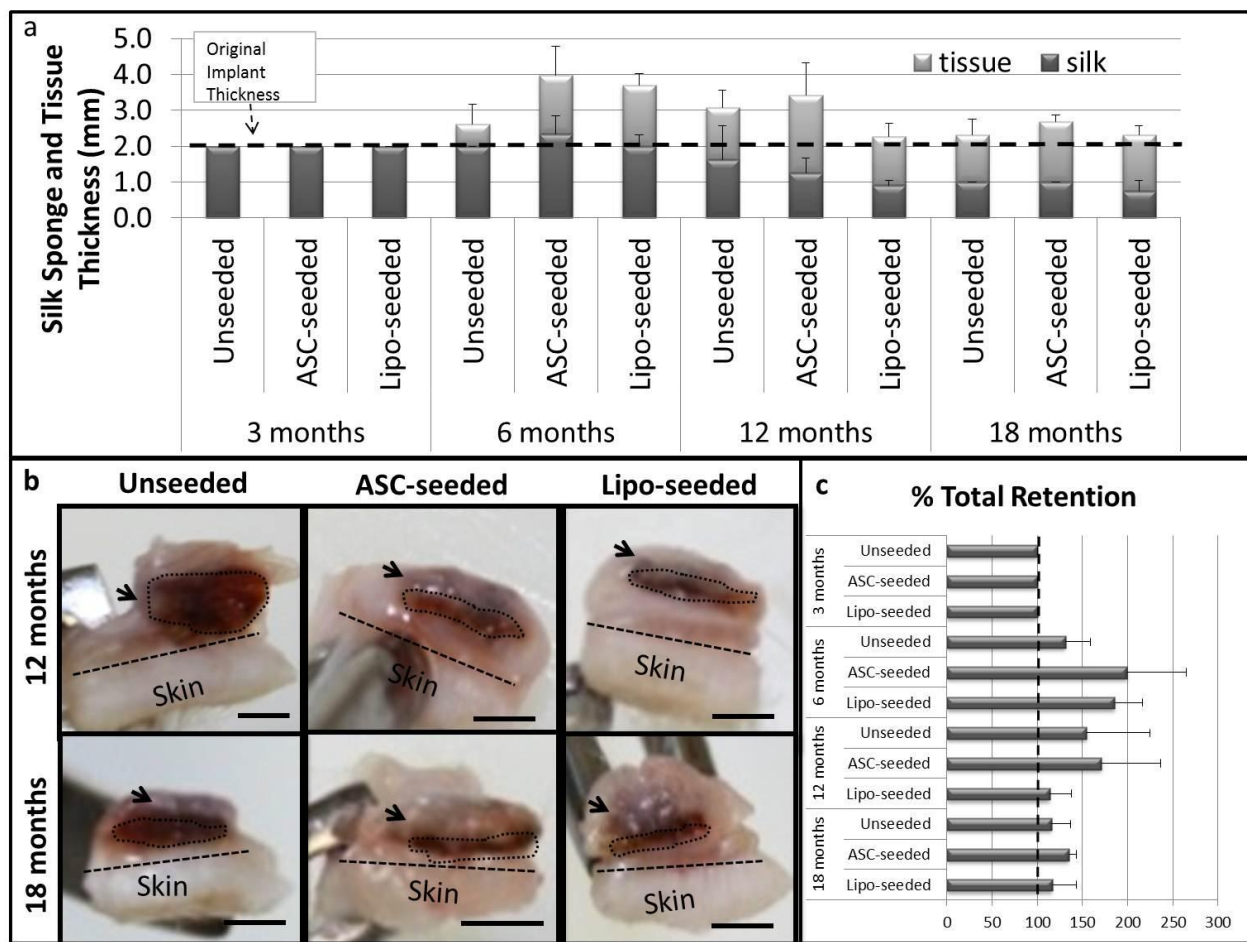 a
Silk Sponge and Tissue
Thickness (mm)
5.0
4.0
3.0
2.0
1.0
0.0
Original
Implant
Thickness
tissue
silk
Unseeded
ASC-seeded
Lipo-seeded
Unseeded
ASC-seeded
Lipo-seeded
Unseeded
ASC-seeded
Lipo-seeded
Unseeded
ASC-seeded
Lipo-seeded
3 months
6 months
12 months
18 months
b
Unseeded
ASC-seeded
Lipo-seeded
12 months
Skin
Skin
Skin
18 months
Skin
Skin
Skin
c
% Total Retention
3 months
Unseeded
ASC-seeded
Lipo-seeded
6 months
Unseeded
ASC-seeded
Lipo-seeded
12 months
Unseeded
ASC-seeded
Lipo-seeded
18 months
Unseeded
ASC-seeded
Lipo-seeded
0
50
100
150
200
250
300